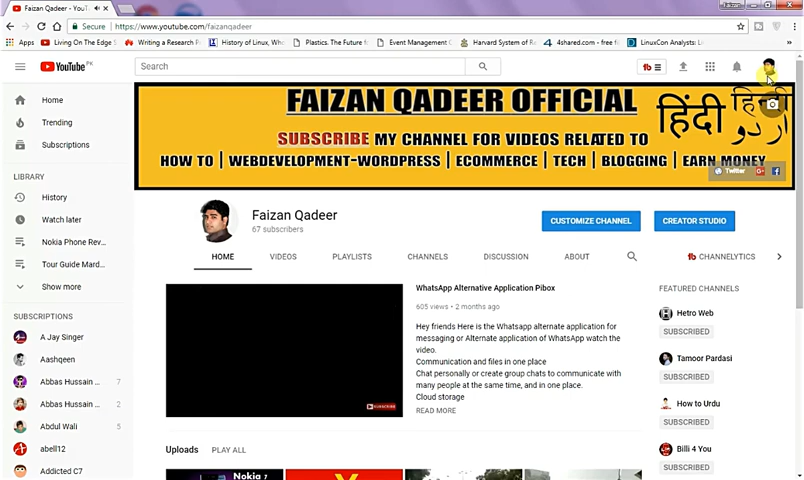 Faizan Qadeer - YouT
Faizan
Secure
https://www.youtube.com/faizanqadeer
Apps
Living On The Edge S
Writing a Research P
History of Linux, Who
Plastics. The Future f
Event Management C
Harvard System of R
4shared.com - free f
LinuxCon Analysts: L
YouTube PK
Search
Home
Trending
Subscriptions
LIBRARY
History
Watch later
Nokia Phone Rev...
Tour Guide Mard...
Show more
SUBSCRIPTIONS
A Jay Singer
Aashqeen
Abbas Hussain ... 7
Abbas Hussain ... 2
Abdul Wali 5
abell12
Addicted C7
FAIZAN QADEER OFFICIAL
SUBSCRIBE MY CHANNEL FOR VIDEOS RELATED TO
HOW TO | WEBDEVELOPMENT-WORDPRESS | ECOMMERCE | TECH | BLOGGING | EARN MONEY
हिंदी
हिन्दी
اردو
Twitter
Faizan Qadeer
67 subscribers
CUSTOMIZE CHANNEL
CREATOR STUDIO
HOME
VIDEOS
PLAYLISTS
CHANNELS
DISCUSSION
ABOUT
CHANNELYTICS
WhatsApp Alternative Application Pibox
605 views • 2 months ago
Hey friends Here is the Whatsapp alternate application for
messaging or Alternate application of WhatsApp watch the
video.
Communication and files in one place
Chat personally or create group chats to communicate with
many people at the same time, and in one place.
Cloud storage
READ MORE
FEATURED CHANNELS
Hetro Web
SUBSCRIBED
Tamoor Pardasi
SUBSCRIBED
How to Urdu
SUBSCRIBED
Billi 4 You
SUBSCRIBED
Uploads
PLAY ALL
Nokia 7